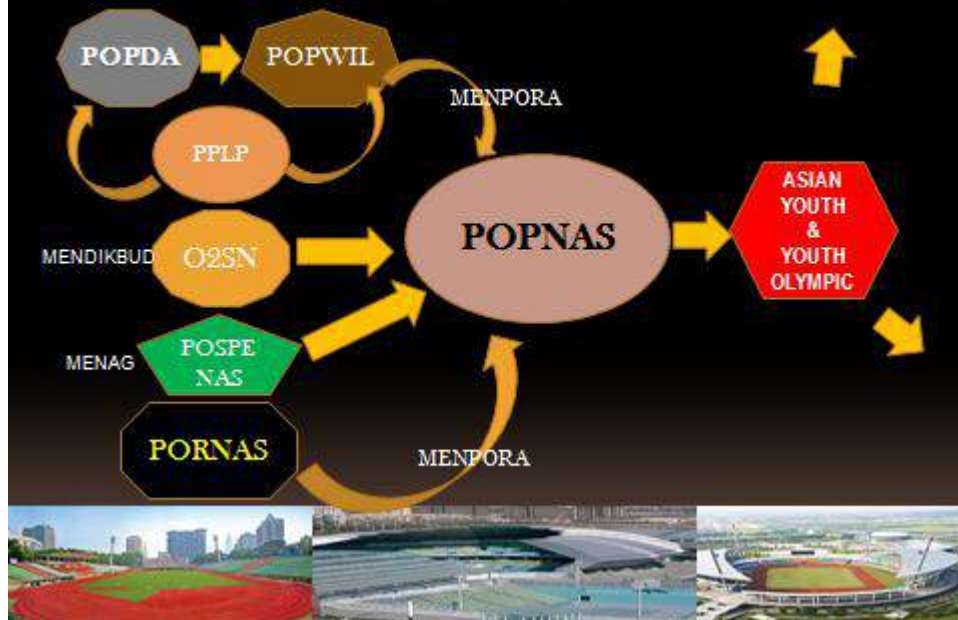 POPDA
POPWIL
MENPORA
PPLP
POPNAS
ASIAN
YOUTH
&
YOUTH
OLYMPIC
MENDIKBUD
O2SN
MENAG
POSPE
NAS
PORNAS
MENPORA